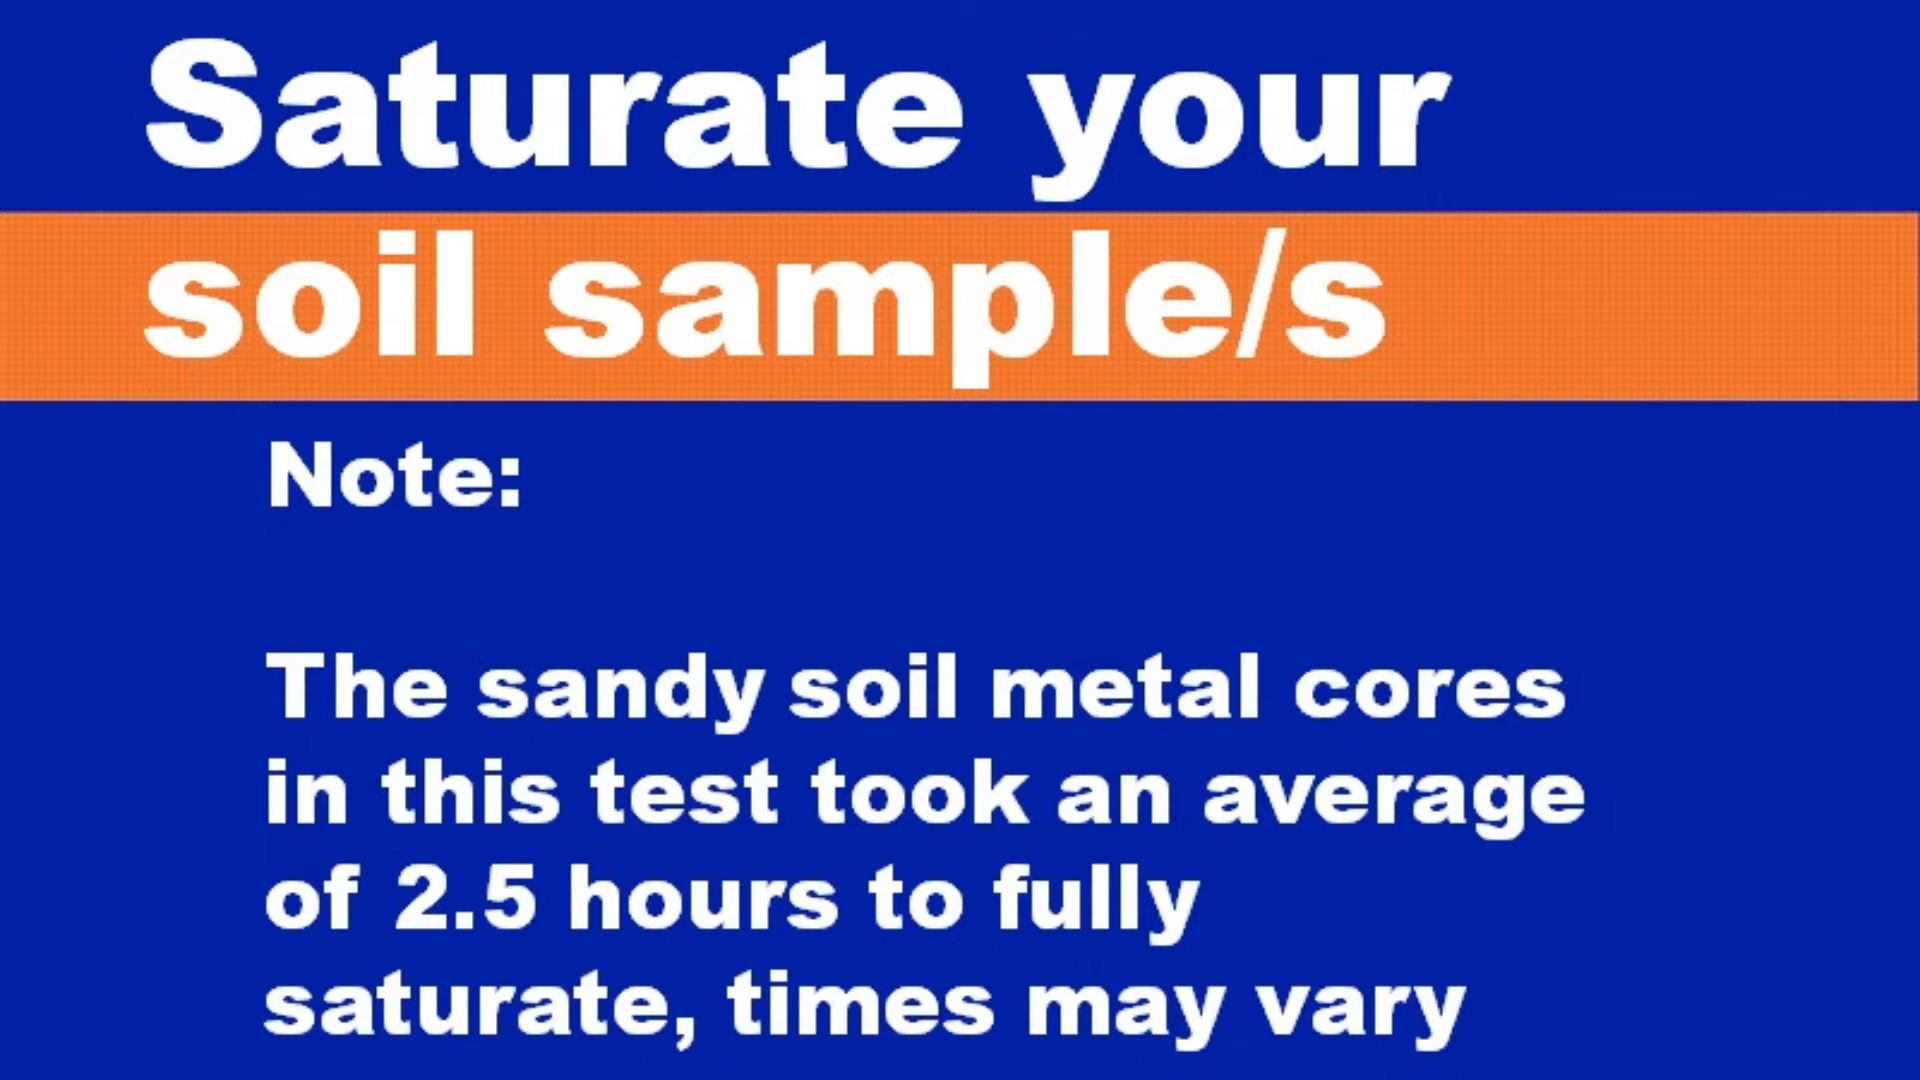 Saturate your
soil sample/s
Note:
The sandy soil metal cores
in this test took an average
of 2.5 hours to fully
saturate, times may vary